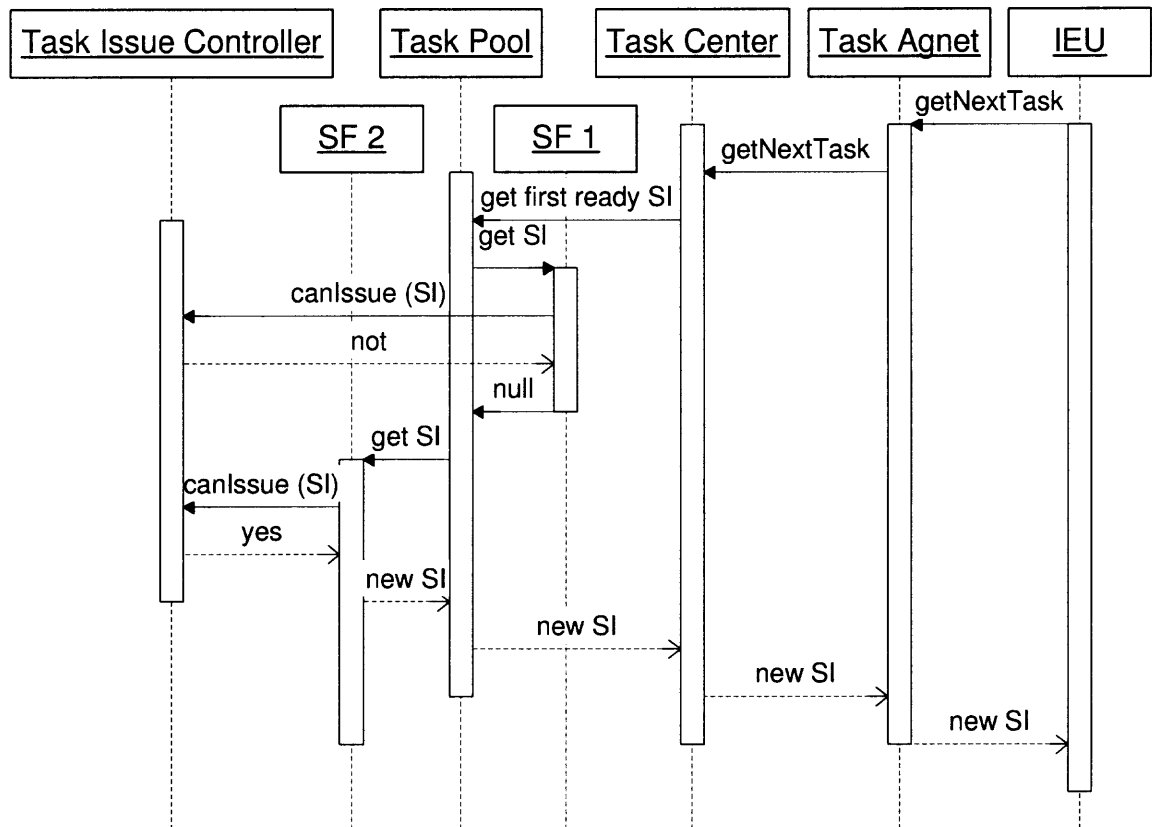 Task Issue Controller
Task Pool
Task Center
Task Agnet
IEU
getNextTask
SF 2
SF 1
getNextTask
get first ready SI
get SI
canIssue (SI)
not
null
get SI
canIssue (SI)
yes
new SI
new SI
new SI
new SI